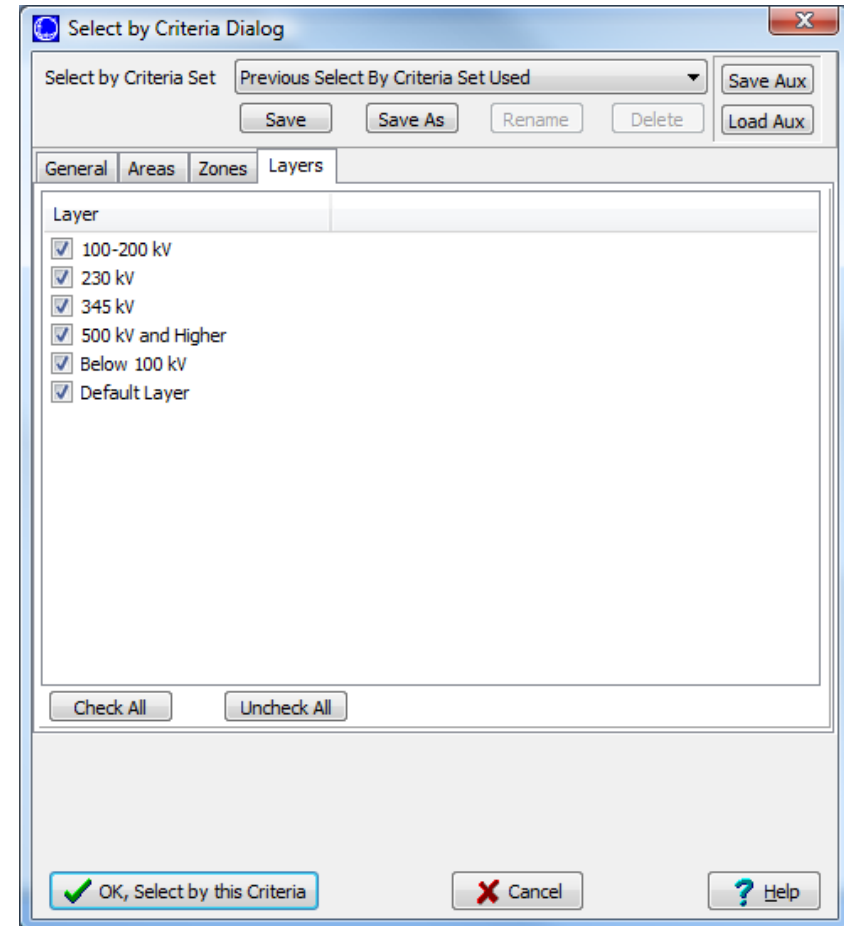 Select by Criteria Dialog
Select by Criteria Set Previous Select By Criteria Set Used Save Aux
Save Save As Rename Delete Load Aux
General Areas Zones Layers
Layer
100-200 kV
230 kV
345 kV
500 kV and Higher
Below 100 kV
Default Layer
Check All Uncheck All
OK, Select by this Criteria Cancel ? Help